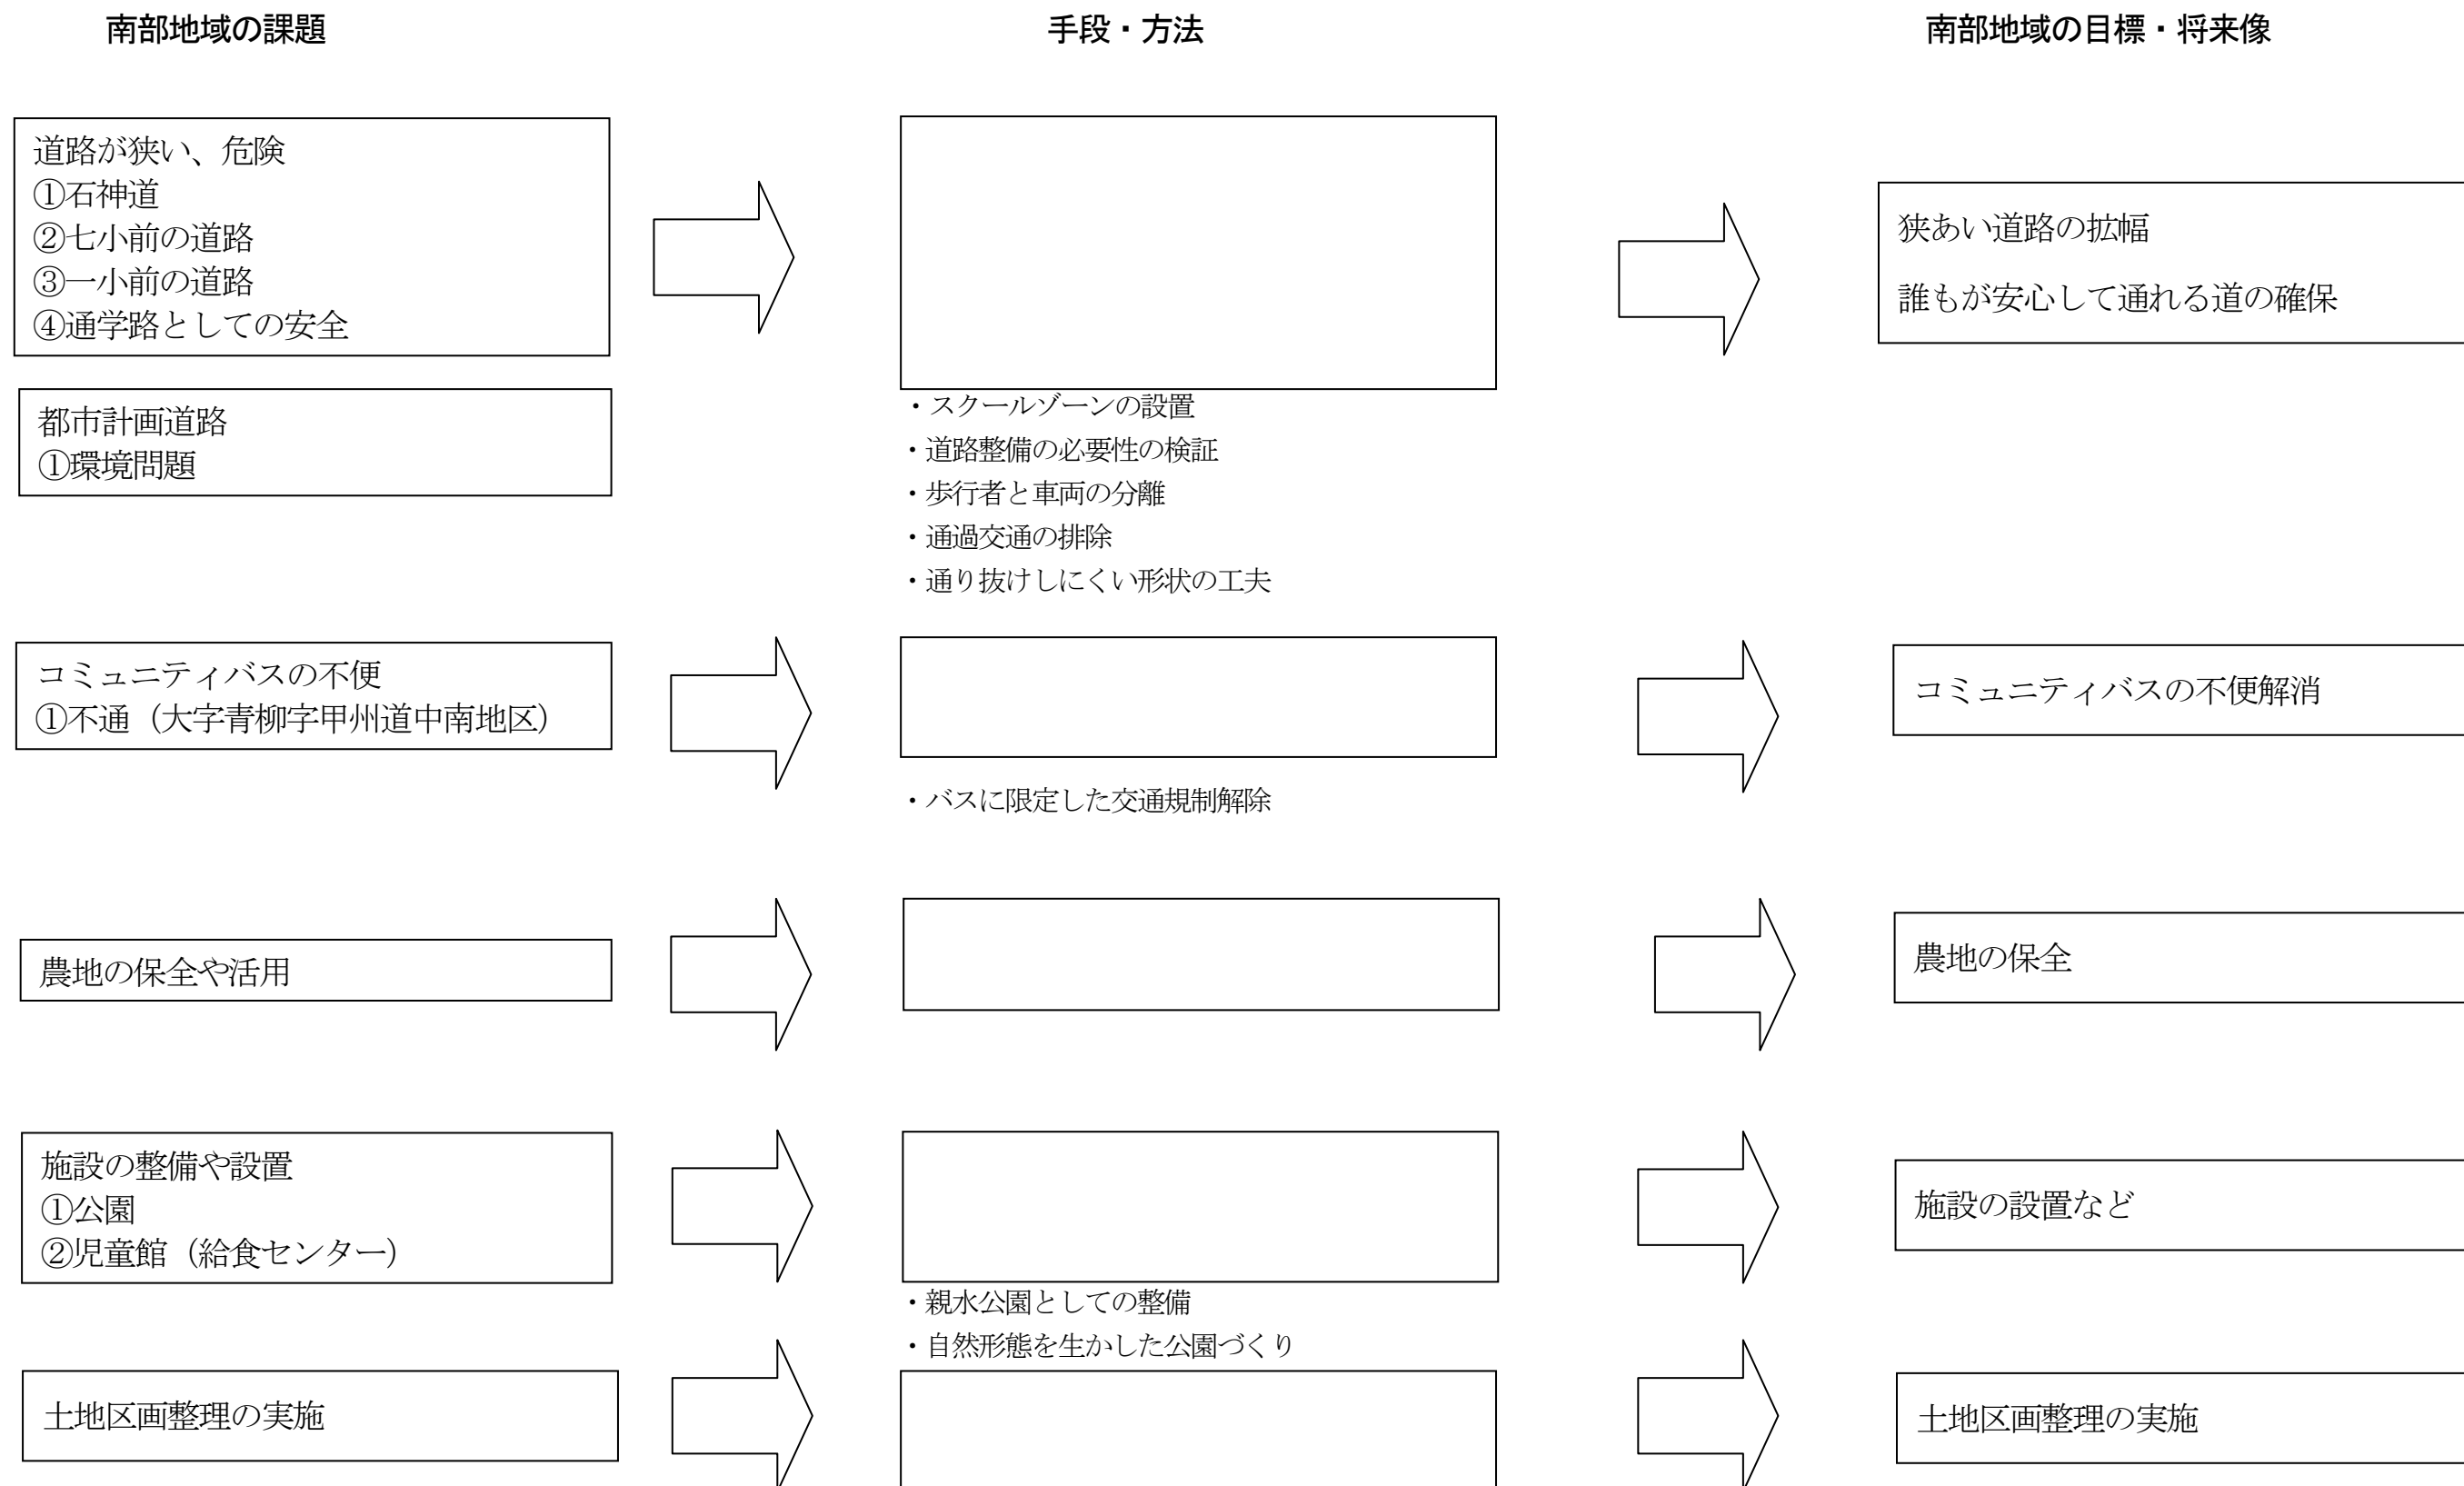 南部地域の課題
手段・方法
南部地域の目標・将来像
道路が狭い、危険
①石神道
②七小前の道路
③一小前の道路
④通学路としての安全
狭あい道路の拡幅
誰もが安心して通れる道の確保
都市計画道路
①環境問題
・スクールゾーンの設置
・道路整備の必要性の検証
・歩行者と車両の分離
・通過交通の排除
・通り抜けしにくい形状の工夫
コミュニティバスの不便
①不通（大字青柳字甲州道中南地区）
・バスに限定した交通規制解除
コミュニティバスの不便解消
農地の保全や活用
農地の保全
施設の整備や設置
①公園
②児童館（給食センター）
・親水公園としての整備
・自然形態を生かした公園づくり
施設の設置など
土地区画整理の実施
土地区画整理の実施